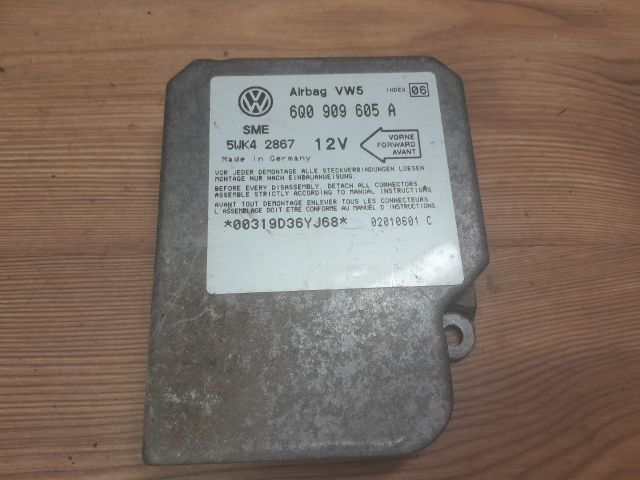 Airbag VW5 INDEX 06
6Q0 909 605 A
SME
5WK4 2867 12V
VORNE
FORWARD
AVANT
Made in Germany
VOR JEDER DEMONTAGE ALLE STECKVERBINDUNGEN LOESEN.
MONTAGE NUR NACH EINBAUANWEISUNG.
BEFORE EVERY DISASSEMBLY, DETACH ALL CONNECTORS
ASSEMBLE STRICTLY ACCORDING TO MANUAL INSTRUCTIONS
AVANT TOUT DEMONTAGE ENLEVER TOUS LES CONNECTEURS
L'ASSEMBLAGE DOIT ETRE CONFORME AU MANUEL D'INSTRUCTIONS.
*00319D36YJ68* 02010601 C